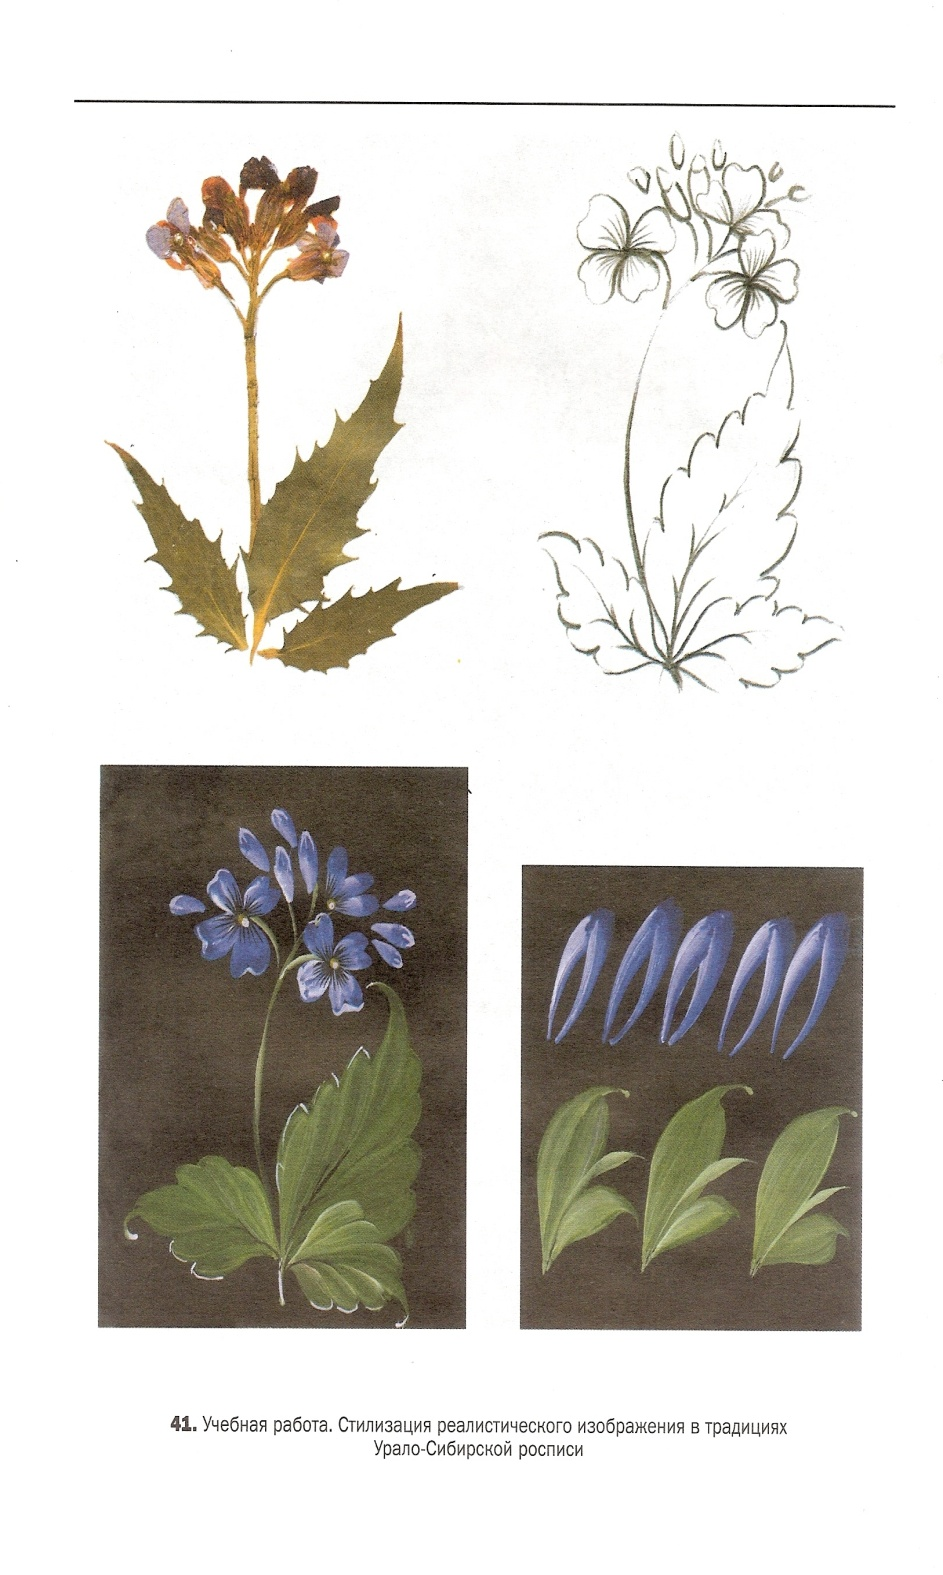 41. Учебная работа. Стилизация реалистического изображения в традициях
Урало-Сибирской росписи